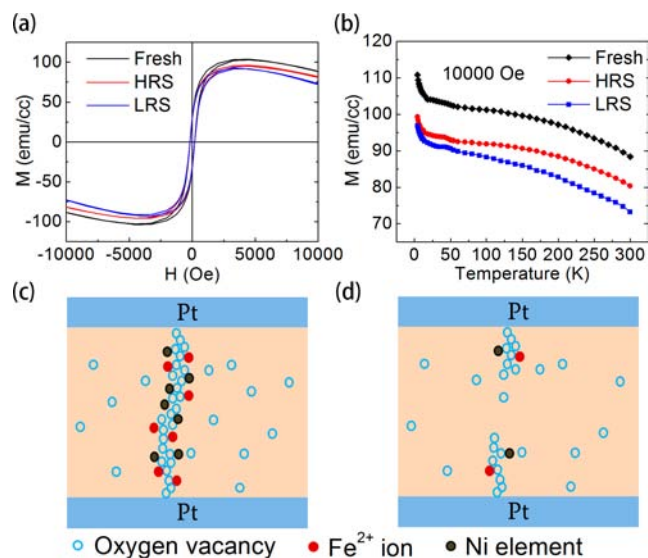 (a)
100
50
0
-50
-100
M (emu/cc)
Fresh
HRS
LRS
-10000 -5000 0 5000 10000
H (Oe)
(b)
120
110
100
90
80
70
M (emu/cc)
10000 Oe
Fresh
HRS
LRS
0 50 100 150 200 250 300
Temperature (K)
(c)
Pt
Pt
(d)
Pt
Pt
Oxygen vacancy Fe²⁺ ion Ni element